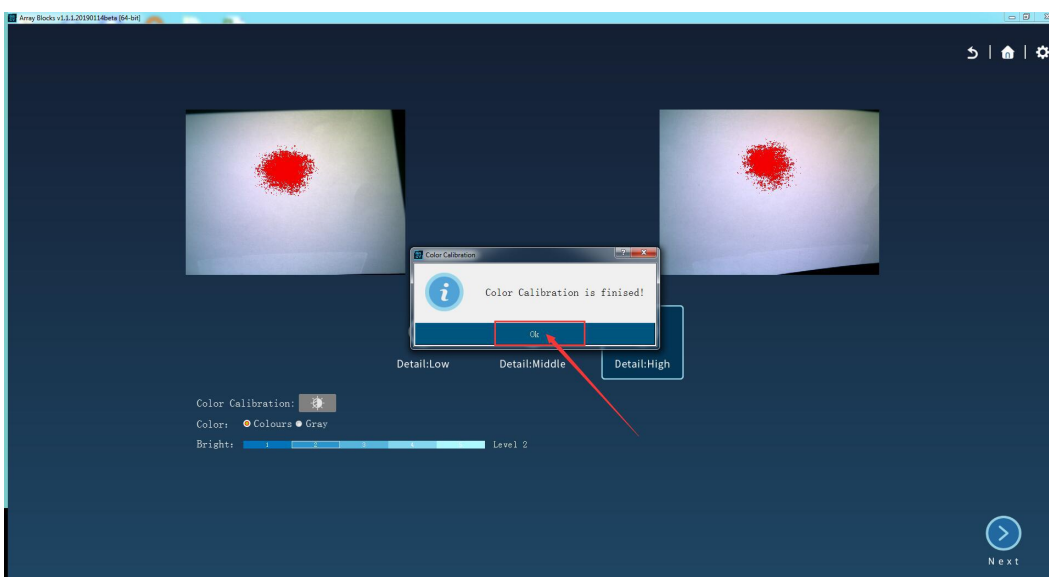 Array Blocks v1.1.1.20190114beta [64-bit]
Color Calibration
Color Calibration is finised!
Ok
Detail:Low
Detail:Middle
Detail:High
Color Calibration:
Color: Colours Gray
Bright: 1 2 3 4 Level 2
Next